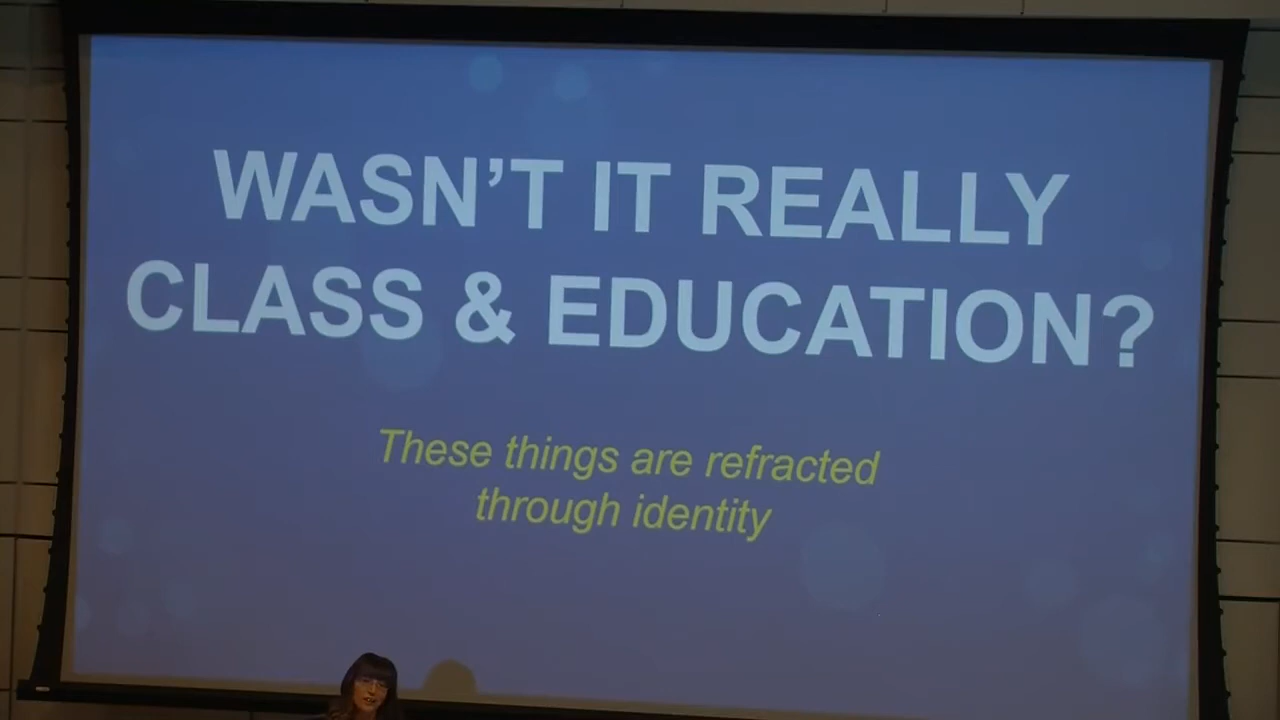 WASN'T IT REALLY
CLASS & EDUCATION?
These things are refracted
through identity